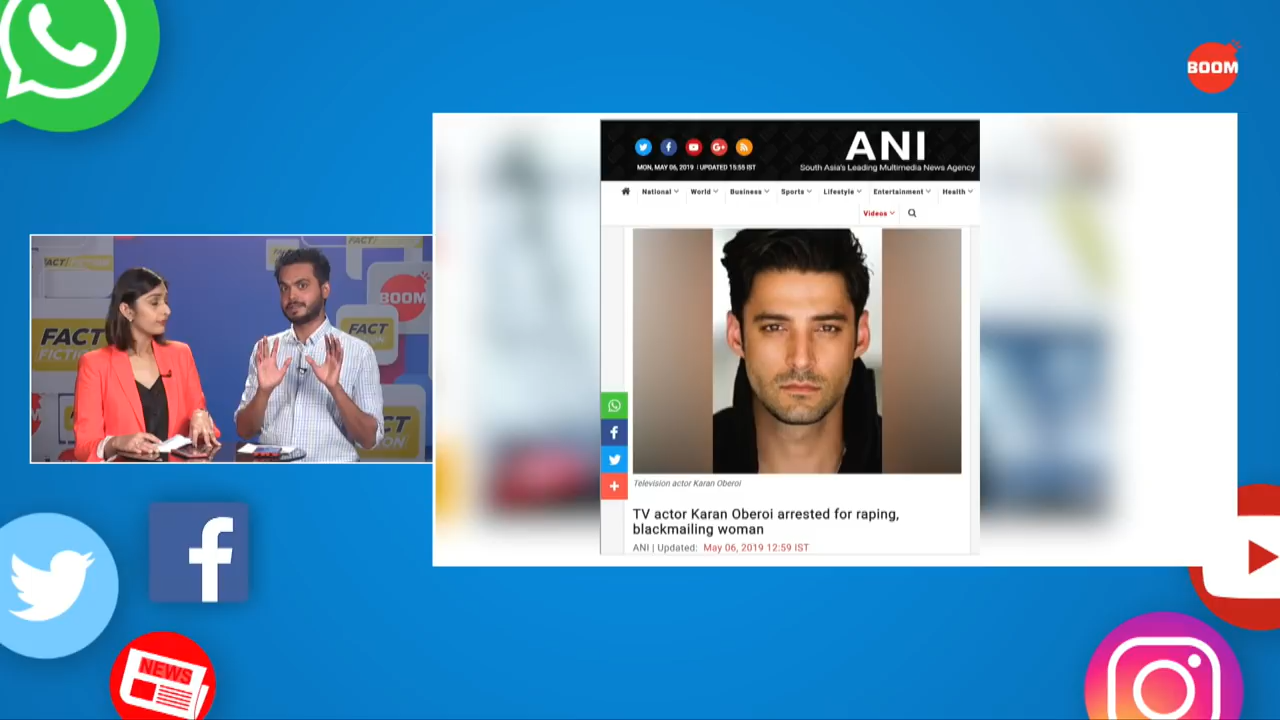 BOOM
ANI
South Asia's Leading Multimedia News Agency
MON, MAY 06, 2019 | UPDATED 15:55 IST
National
World
Business
Sports
Lifestyle
Entertainment
Health
Videos
Television actor Karan Oberoi
TV actor Karan Oberoi arrested for raping,
blackmailing woman
ANI | Updated: May 06, 2019 12:59 IST
BOOM
FACT
FICTION
FACT
NEWS